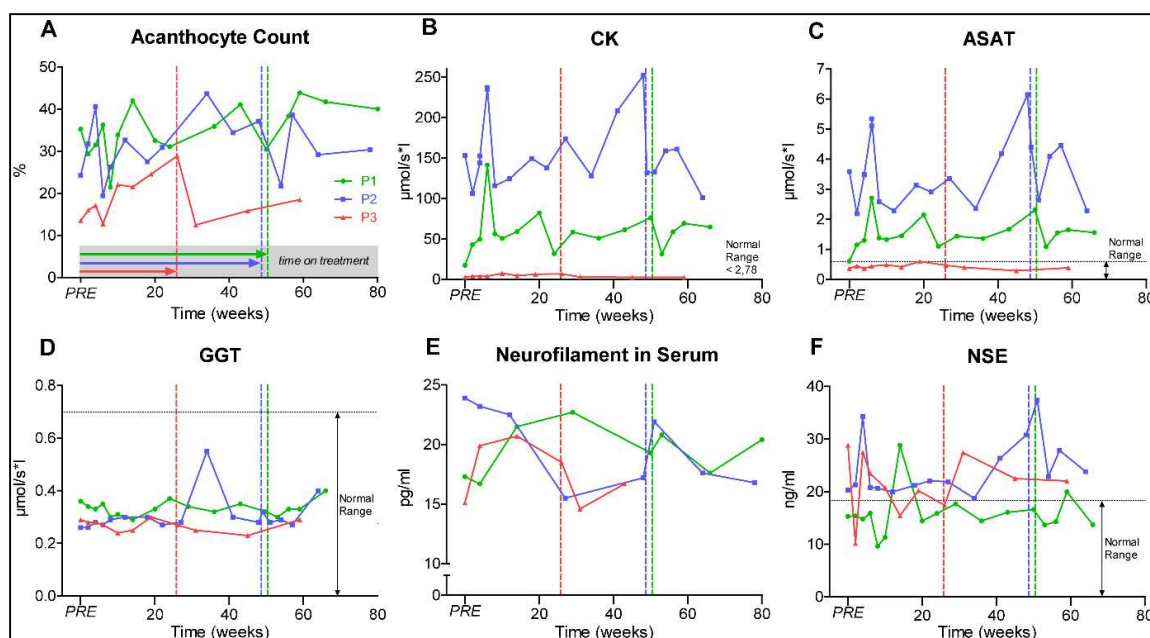 A
Acanthocyte Count
%
50
40
30
20
10
0
P1
P2
P3
time on treatment
PRE
20
40
60
80
Time (weeks)
B
CK
µmol/s*l
250
200
150
100
50
0
Normal
Range
< 2,78
PRE
20
40
60
80
Time (weeks)
C
ASAT
µmol/s*l
7
6
5
4
3
2
1
0
Normal
Range
PRE
20
40
60
80
Time (weeks)
D
GGT
µmol/s*l
0.8
0.6
0.4
0.2
0.0
Normal
Range
PRE
20
40
60
80
Time (weeks)
E
Neurofilament in Serum
pg/ml
25
20
15
10
0
PRE
20
40
60
80
Time (weeks)
F
NSE
ng/ml
40
30
20
10
0
Normal
Range
PRE
20
40
60
80
Time (weeks)